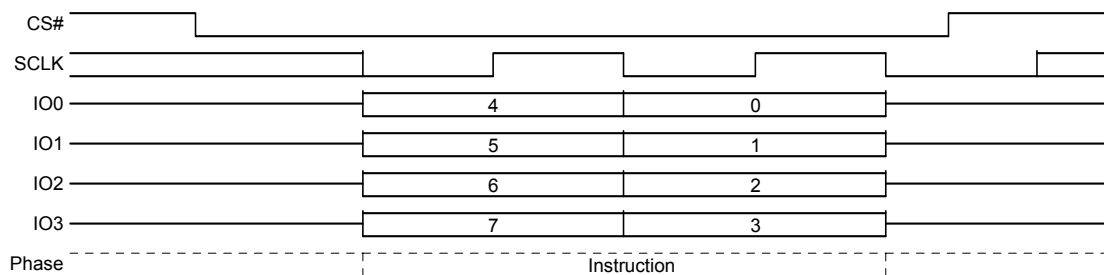 CS#
SCLK
IO0 4 0
IO1 5 1
IO2 6 2
IO3 7 3
Phase Instruction